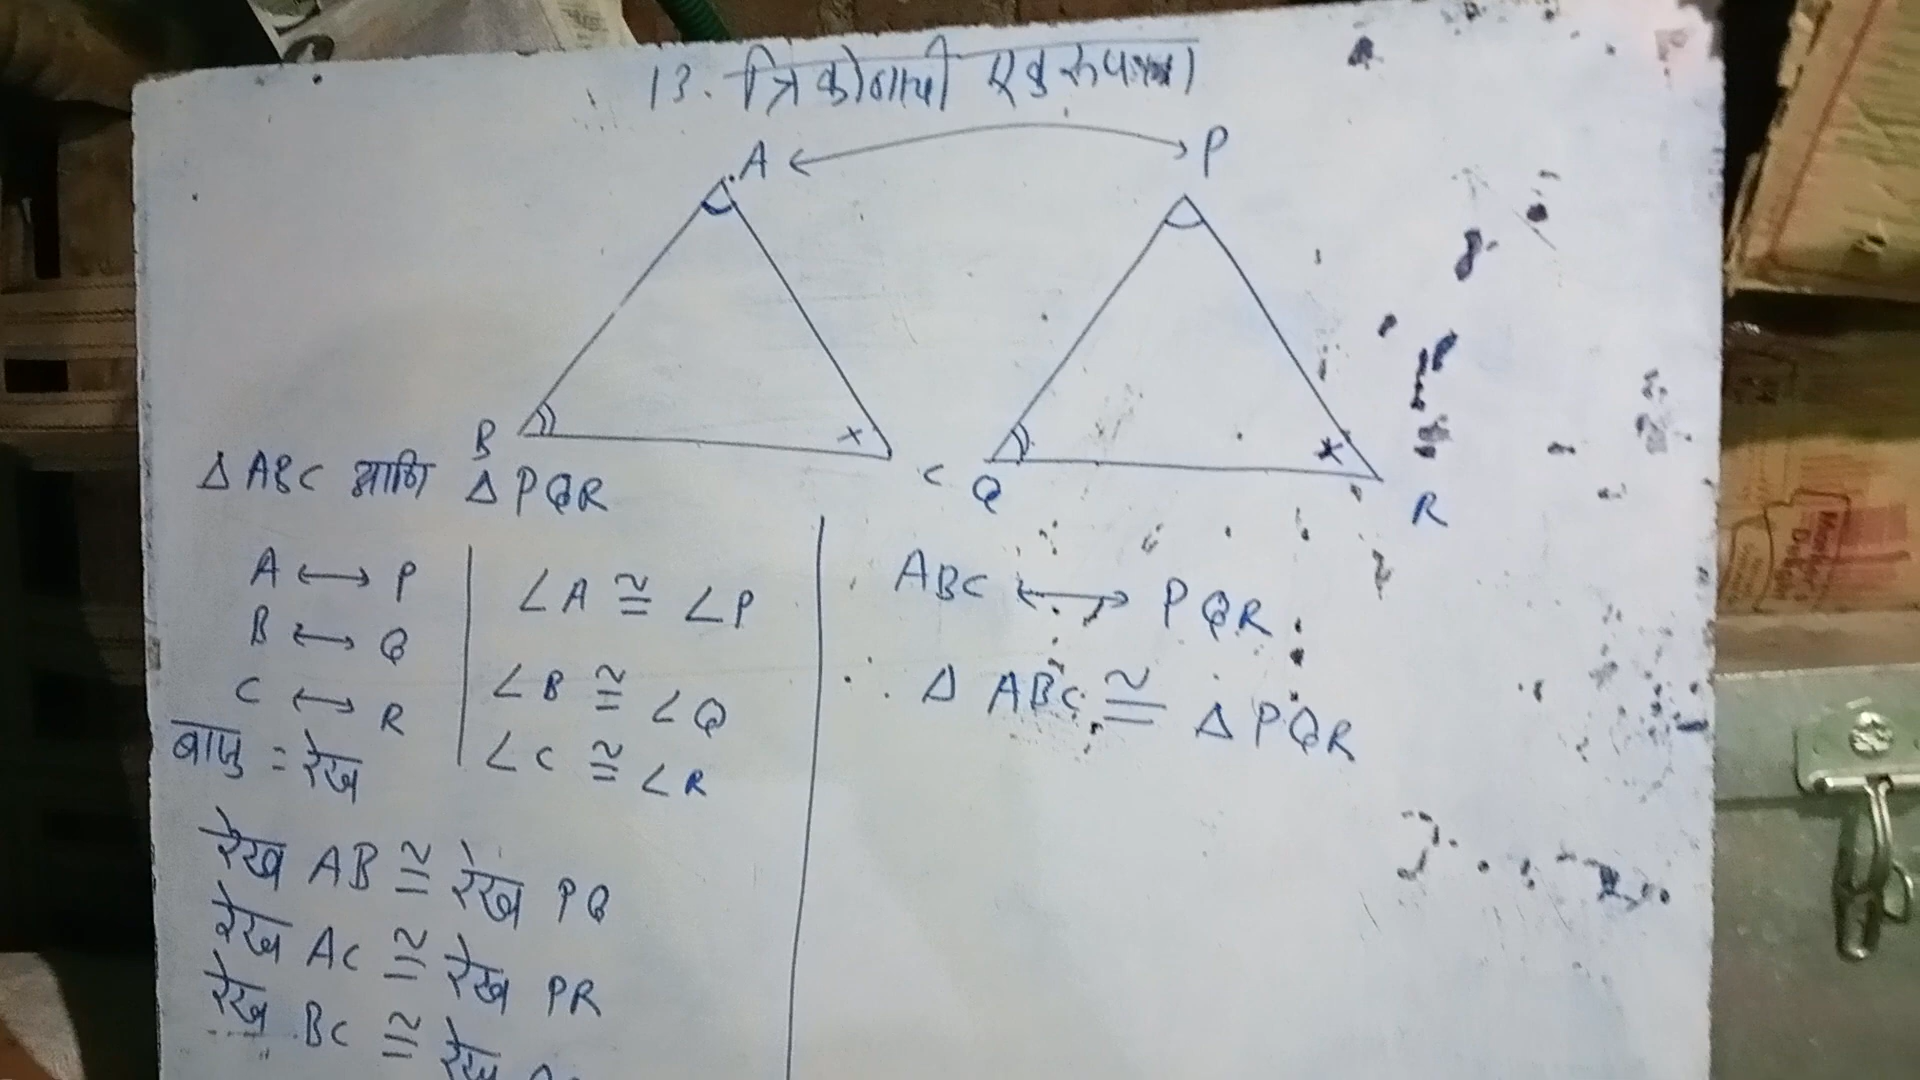 13. त्रिकोणाची एकरूपता
A ⟷ P
B
C
Q
R
Δ ABC आणि Δ PQR
A ⟷ P
B ⟷ Q
C ⟷ R
∠A ≅ ∠P
∠B ≅ ∠Q
∠C ≅ ∠R
ABC ⟷ PQR
∴ Δ ABC ≅ Δ PQR
बाजु = रेख
रेख AB ≅ रेख PQ
रेख AC ≅ रेख PR
रेख BC ≅ रेख